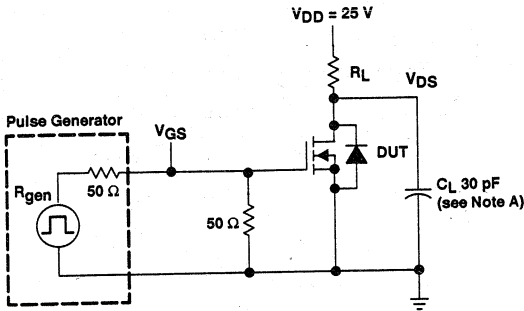 VDD = 25 V
RL
VDS
Pulse Generator
VGS
Rgen
50 Ω
DUT
50 Ω
CL 30 pF
(see Note A)